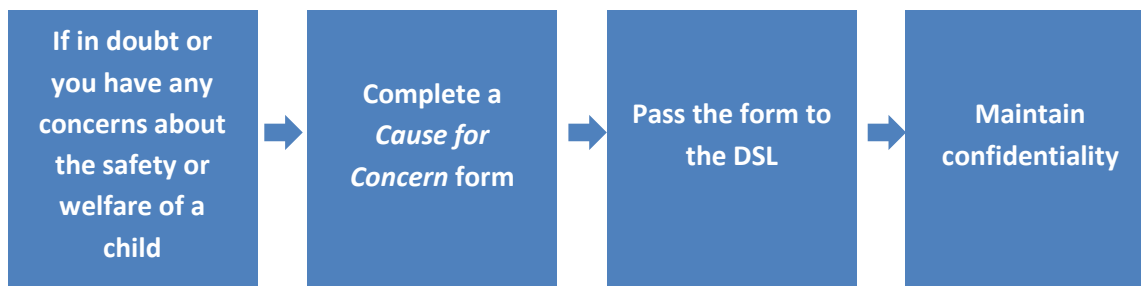 If in doubt or
you have any
concerns about
the safety or
welfare of a
child
Complete a
Cause for
Concern form
Pass the form to
the DSL
Maintain
confidentiality